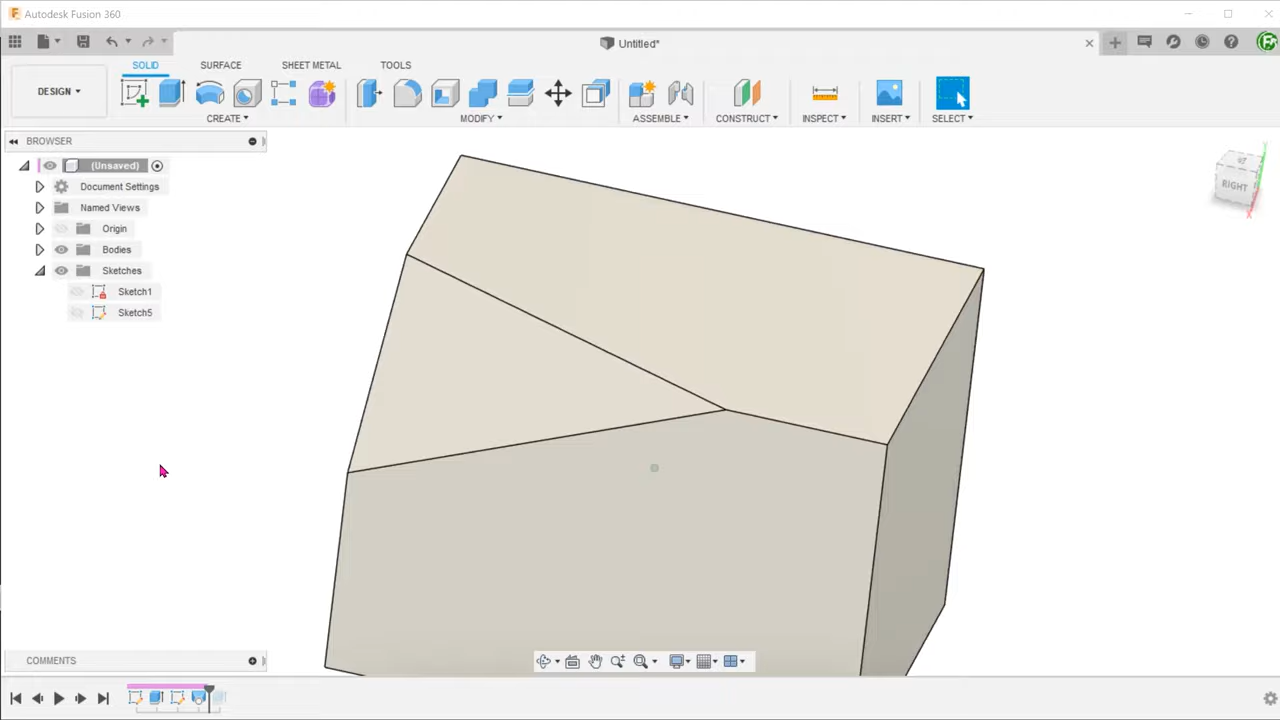 Autodesk Fusion 360
Untitled*
SOLID SURFACE SHEET METAL TOOLS
DESIGN
CREATE MODIFY ASSEMBLE CONSTRUCT INSPECT INSERT SELECT
BROWSER
(Unsaved)
Document Settings
Named Views
Origin
Bodies
Sketches
Sketch1
Sketch5
RIGHT
COMMENTS